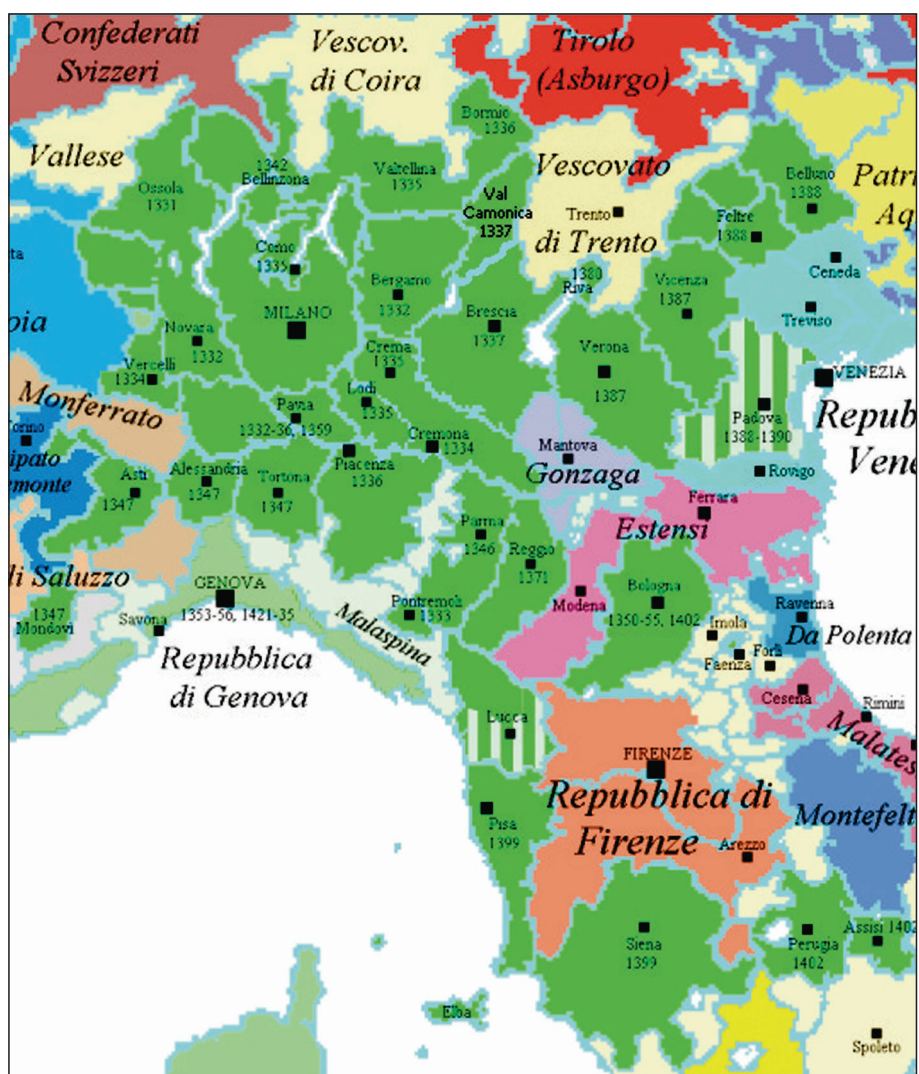 Confederati
Svizzeri
Vescov.
di Coira
Tirolo
(Asburgo)
Bormio
1336
Vallese
Ossola
1331
1342
Bellinzona
Valtellina
1335
Val
Camonica
1337
Vescovato
Trento
di Trento
Belluno
1388
Patri
Aq
Feltre
1388
Como
1335
Bergamo
1332
1380
Riva
Vicenza
1387
Ceneda
Treviso
MILANO
Novara
1332
Brescia
1337
Verona
1387
Vercelli
1334
Crema
1335
Lodi
1335
VENEZIA
Monferrato
Pavia
1332-36, 1359
Padova
1388-1390
Repub
Vene
Cremona
1334
Mantova
Gonzaga
Rovigo
ipato
emonte
Asti
1347
Alessandria
1347
Tortona
1347
Piacenza
1336
Ferrara
Estensi
Parma
1346
Reggio
1371
li Saluzzo
GENOVA
1353-56, 1421-35
Bologna
1350-55, 1402
Modena
Pontremoli
1333
Malaspina
1347
Mondovì
Savona
Ravenna
Da Polenta
Imola
Faenza
Forlì
Repubblica
di Genova
Cesena
Rimini
Malates
Lucca
FIRENZE
Repubblica di
Firenze
Montefelt
Pisa
1399
Arezzo
Siena
1399
Perugia
1402
Assisi 1402
Elba
Spoleto